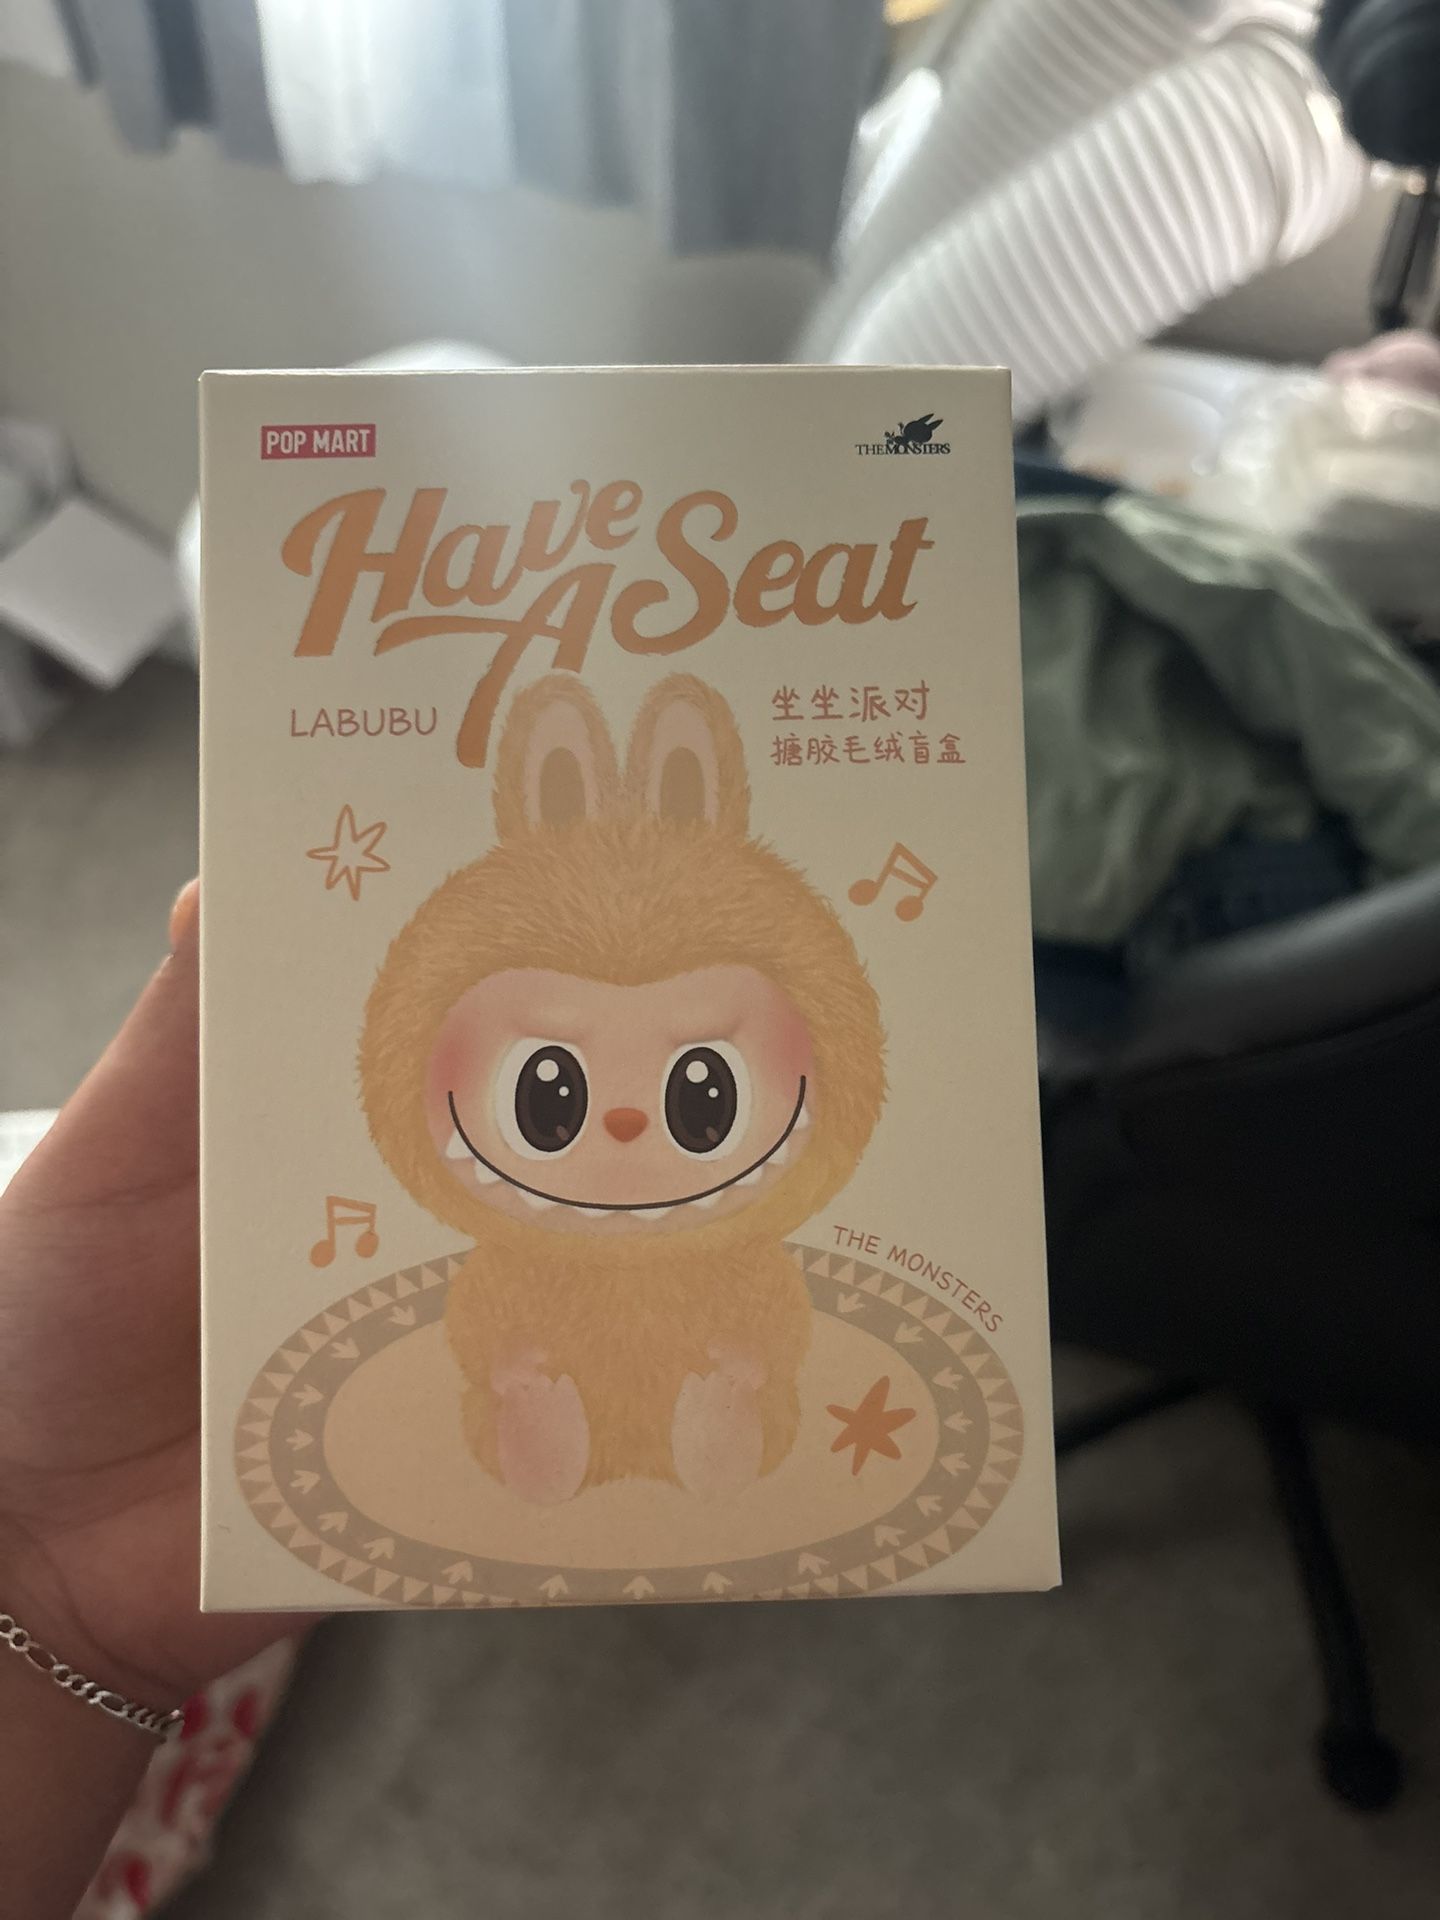 POP MART
THE MONSTERS
Have A Seat
LABUBU
坐坐派对
搪胶毛绒盲盒
THE MONSTERS